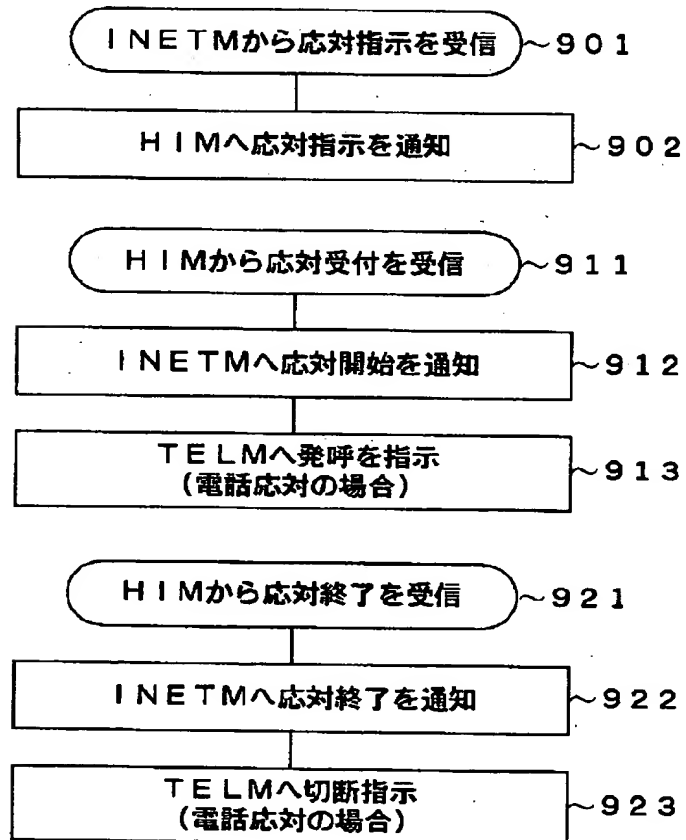 INETMから応対指示を受信 ~901
HIMへ応対指示を通知 ~902
HIMから応対受付を受信 ~911
INETMへ応対開始を通知 ~912
TELMへ発呼を指示
(電話応対の場合) ~913
HIMから応対終了を受信 ~921
INETMへ応対終了を通知 ~922
TELMへ切断指示
(電話応対の場合) ~923